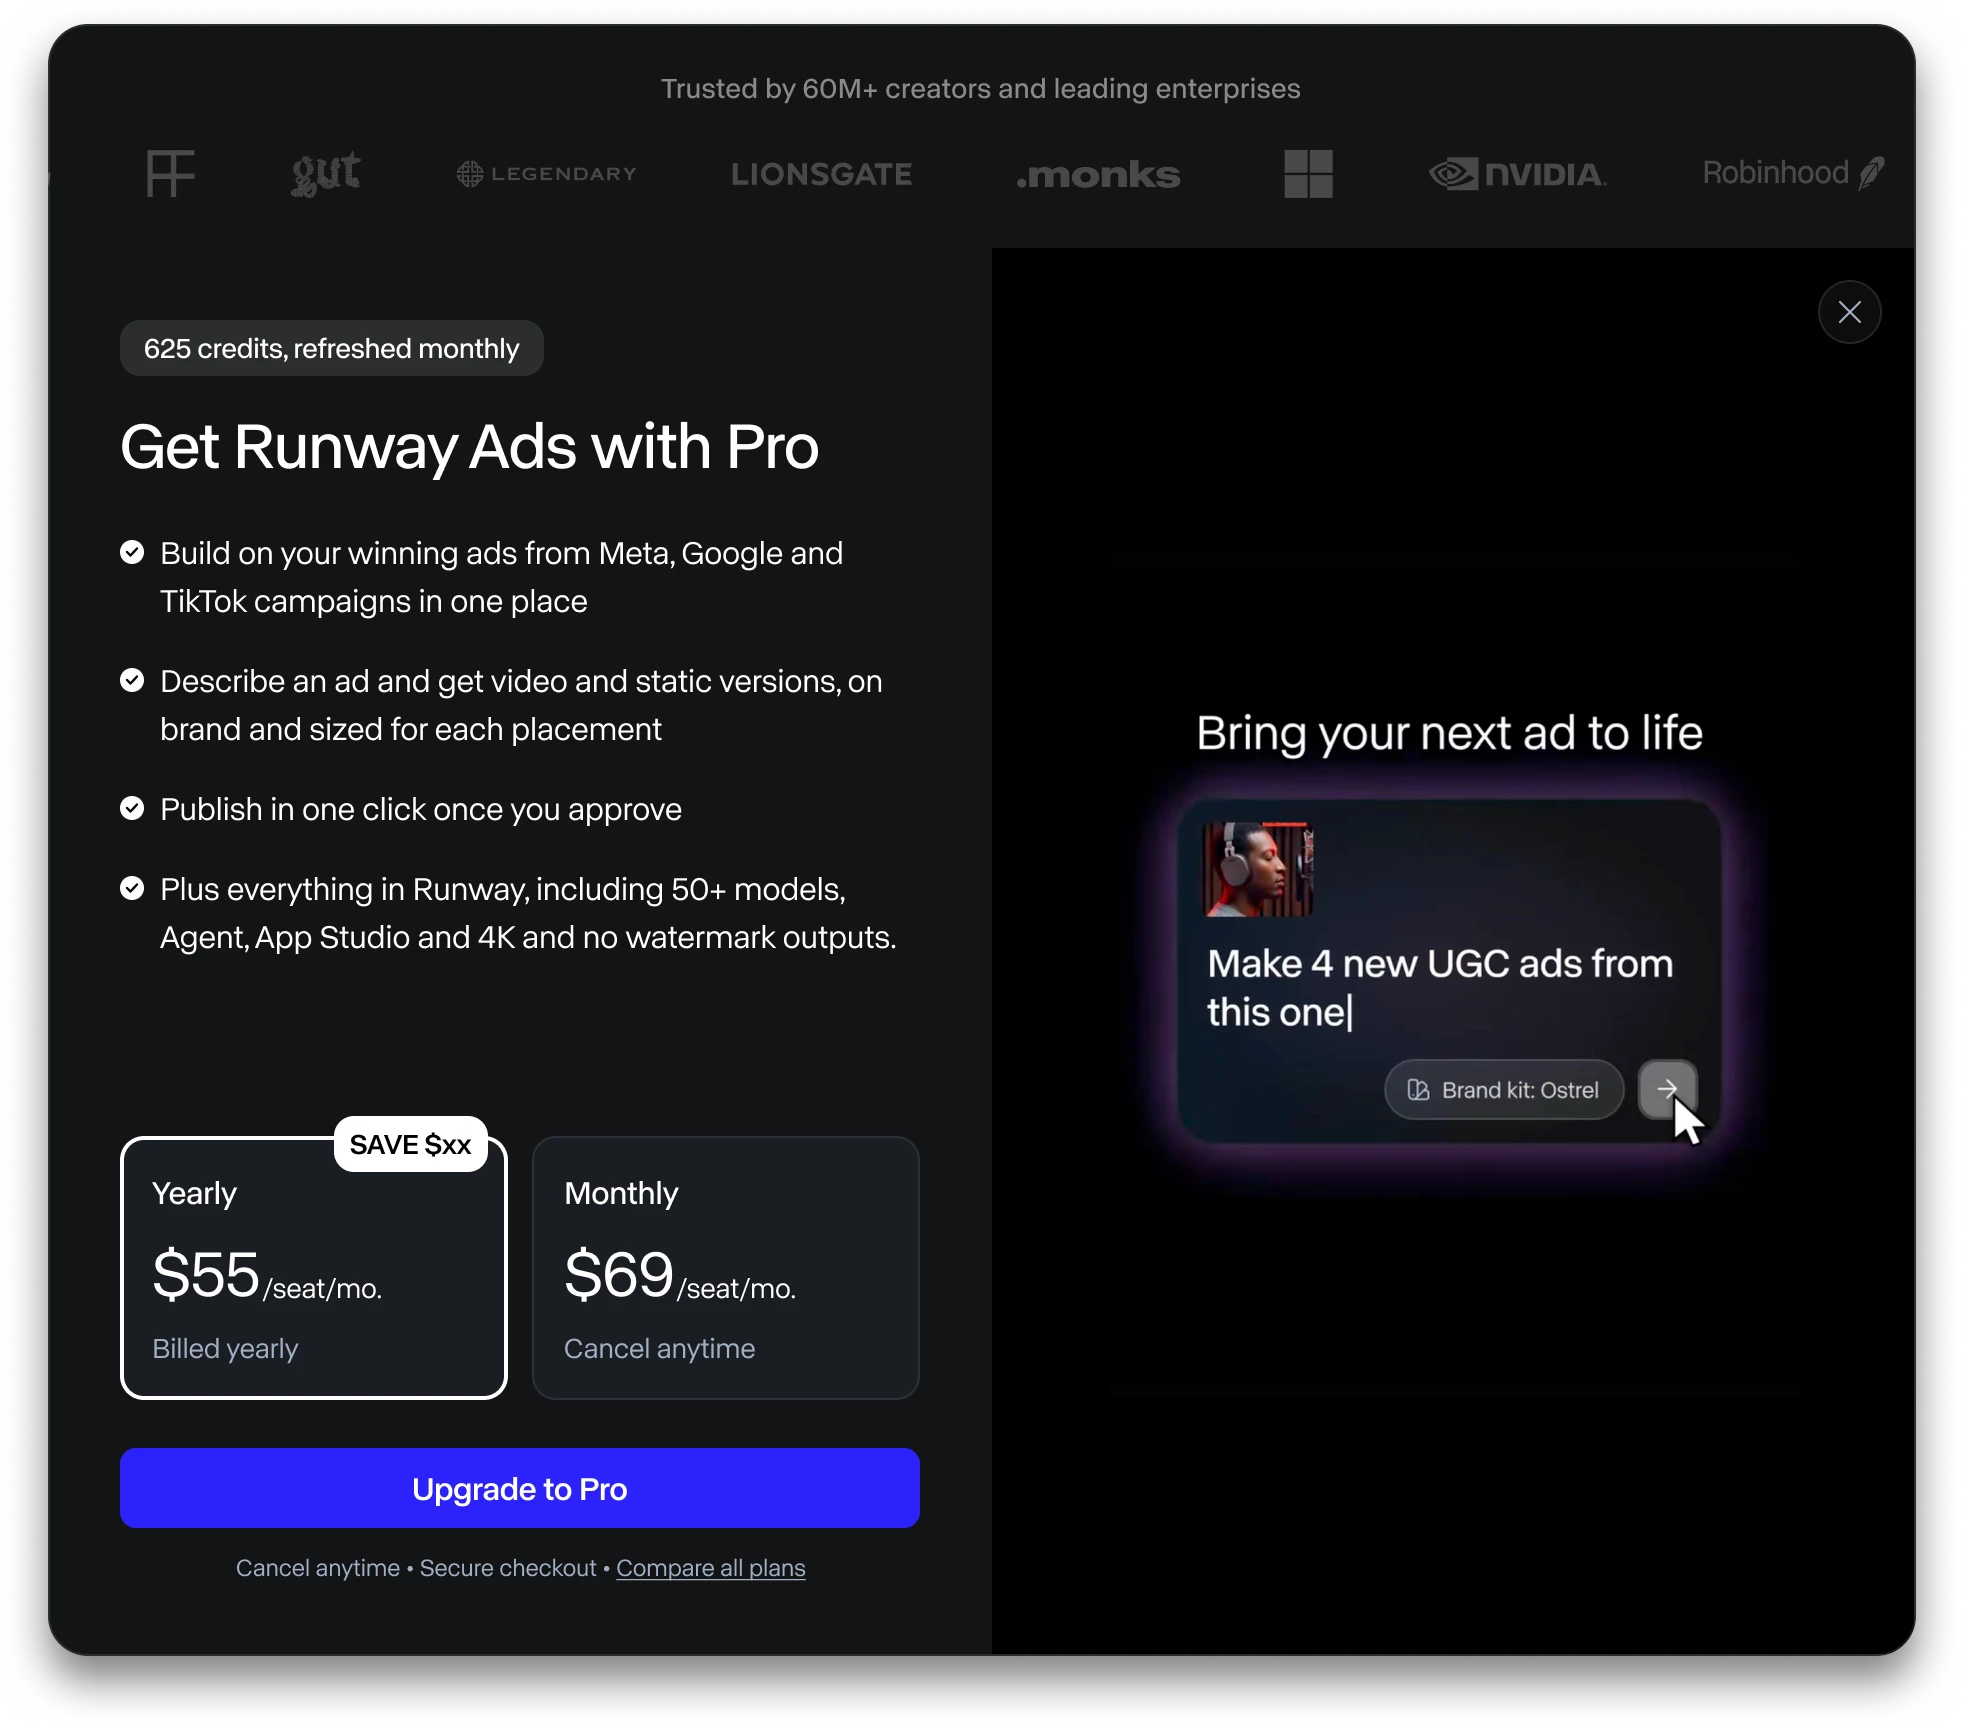 Trusted by 60M+ creators and leading enterprises
gut
LEGENDARY
LIONSGATE
.monks
NVIDIA.
Robinhood
625 credits, refreshed monthly
Get Runway Ads with Pro
Build on your winning ads from Meta, Google and
TikTok campaigns in one place
Describe an ad and get video and static versions, on
brand and sized for each placement
Publish in one click once you approve
Plus everything in Runway, including 50+ models,
Agent, App Studio and 4K and no watermark outputs.
SAVE $xx
Yearly
$55/seat/mo.
Billed yearly
Monthly
$69/seat/mo.
Cancel anytime
Upgrade to Pro
Cancel anytime • Secure checkout • Compare all plans
Bring your next ad to life
Make 4 new UGC ads from
this one
Brand kit: Ostrel